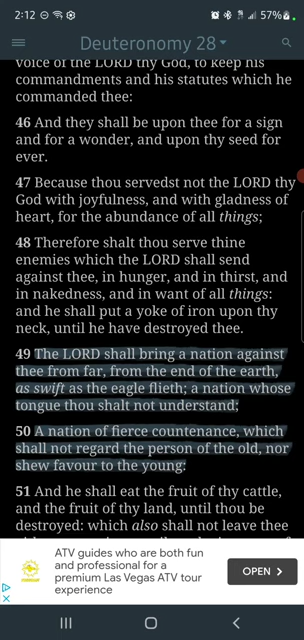 2:12
57%
Deuteronomy 28
voice of the LORD thy God, to keep his
commandments and his statutes which he
commanded thee:
46 And they shall be upon thee for a sign
and for a wonder, and upon thy seed for
ever.
47 Because thou servedst not the LORD thy
God with joyfulness, and with gladness of
heart, for the abundance of all things;
48 Therefore shalt thou serve thine
enemies which the LORD shall send
against thee, in hunger, and in thirst, and
in nakedness, and in want of all things:
and he shall put a yoke of iron upon thy
neck, until he have destroyed thee.
49 The LORD shall bring a nation against
thee from far, from the end of the earth,
as swift as the eagle flieth; a nation whose
tongue thou shalt not understand;
50 A nation of fierce countenance, which
shall not regard the person of the old, nor
shew favour to the young:
51 And he shall eat the fruit of thy cattle,
and the fruit of thy land, until thou be
destroyed: which also shall not leave thee
ATV guides who are both fun
and professional for a
premium Las Vegas ATV tour
experience
OPEN